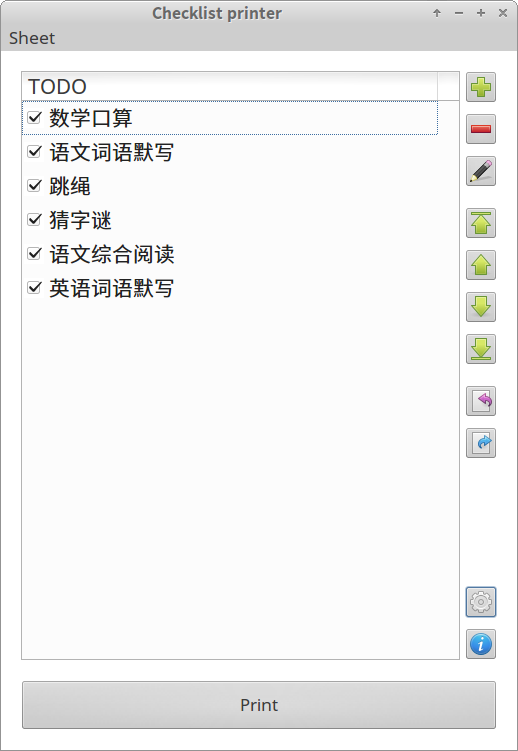 Checklist printer
Sheet
TODO
数学口算
语文词语默写
跳绳
猜字谜
语文综合阅读
英语词语默写
Print